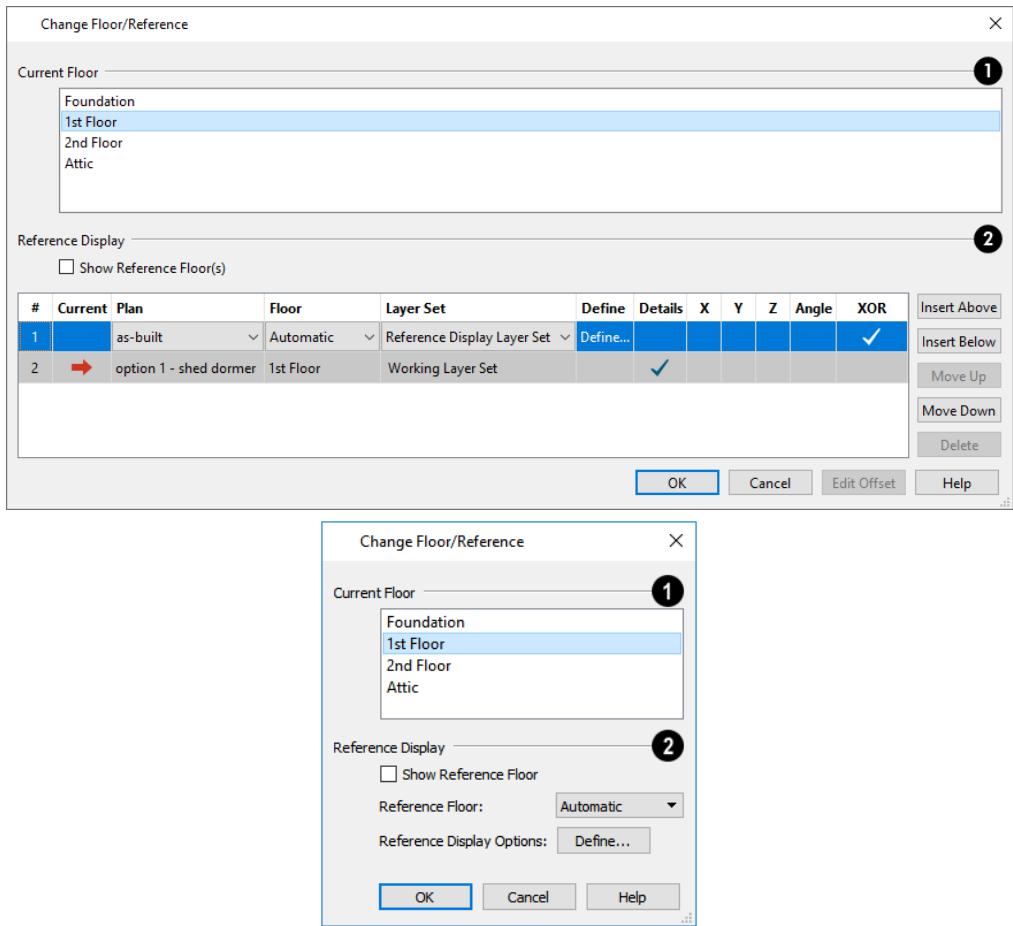 Change Floor/Reference
Current Floor
1
Foundation
1st Floor
2nd Floor
Attic
Reference Display
2
Show Reference Floor(s)
# Current Plan Floor Layer Set Define Details X Y Z Angle XOR
1 as-built Automatic Reference Display Layer Set Define...
2 option 1 - shed dormer 1st Floor Working Layer Set
Insert Above
Insert Below
Move Up
Move Down
Delete
OK Cancel Edit Offset Help
Change Floor/Reference
Current Floor
1
Foundation
1st Floor
2nd Floor
Attic
Reference Display
2
Show Reference Floor
Reference Floor: Automatic
Reference Display Options: Define...
OK Cancel Help